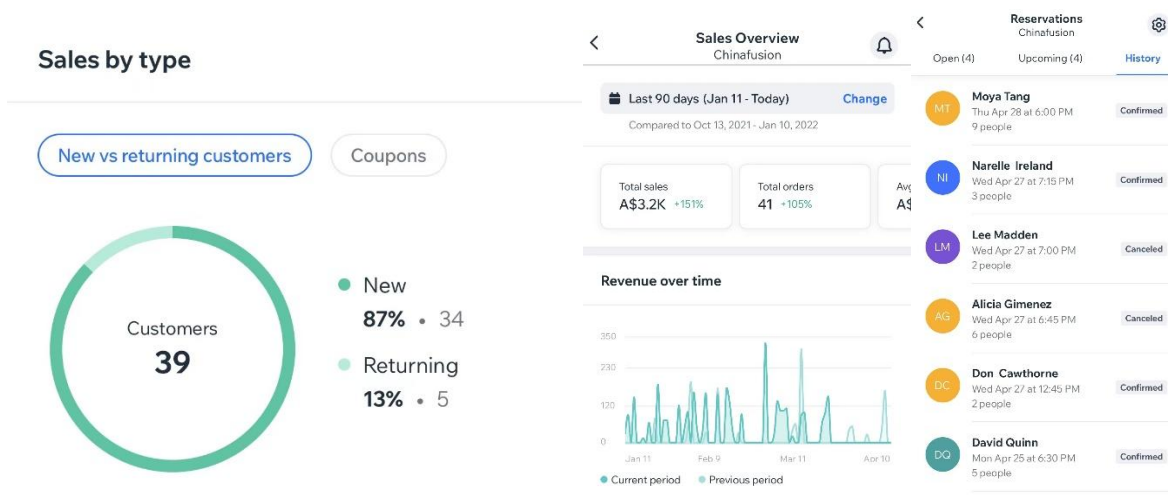 Sales by type
New vs returning customers
Coupons
Customers
39
New
87% • 34
Returning
13% • 5
Sales Overview
Chinafusion
Last 90 days (Jan 11 - Today) Change
Compared to Oct 13, 2021 - Jan 10, 2022
Total sales
A$3.2K +151%
Total orders
41 +105%
A$
Revenue over time
350
230
120
0
Jan 11 Feb 9 Mar 11 Apr 10
Current period Previous period
Reservations
Chinafusion
Open (4) Upcoming (4) History
MT
Moya Tang
Thu Apr 28 at 6:00 PM
9 people
Confirmed
NI
Narelle Ireland
Wed Apr 27 at 7:15 PM
3 people
Confirmed
LM
Lee Madden
Wed Apr 27 at 7:00 PM
2 people
Canceled
AG
Alicia Gimenez
Wed Apr 27 at 6:45 PM
6 people
Canceled
DC
Don Cawthorne
Wed Apr 27 at 12:45 PM
2 people
Confirmed
DQ
David Quinn
Mon Apr 25 at 6:30 PM
5 people
Confirmed